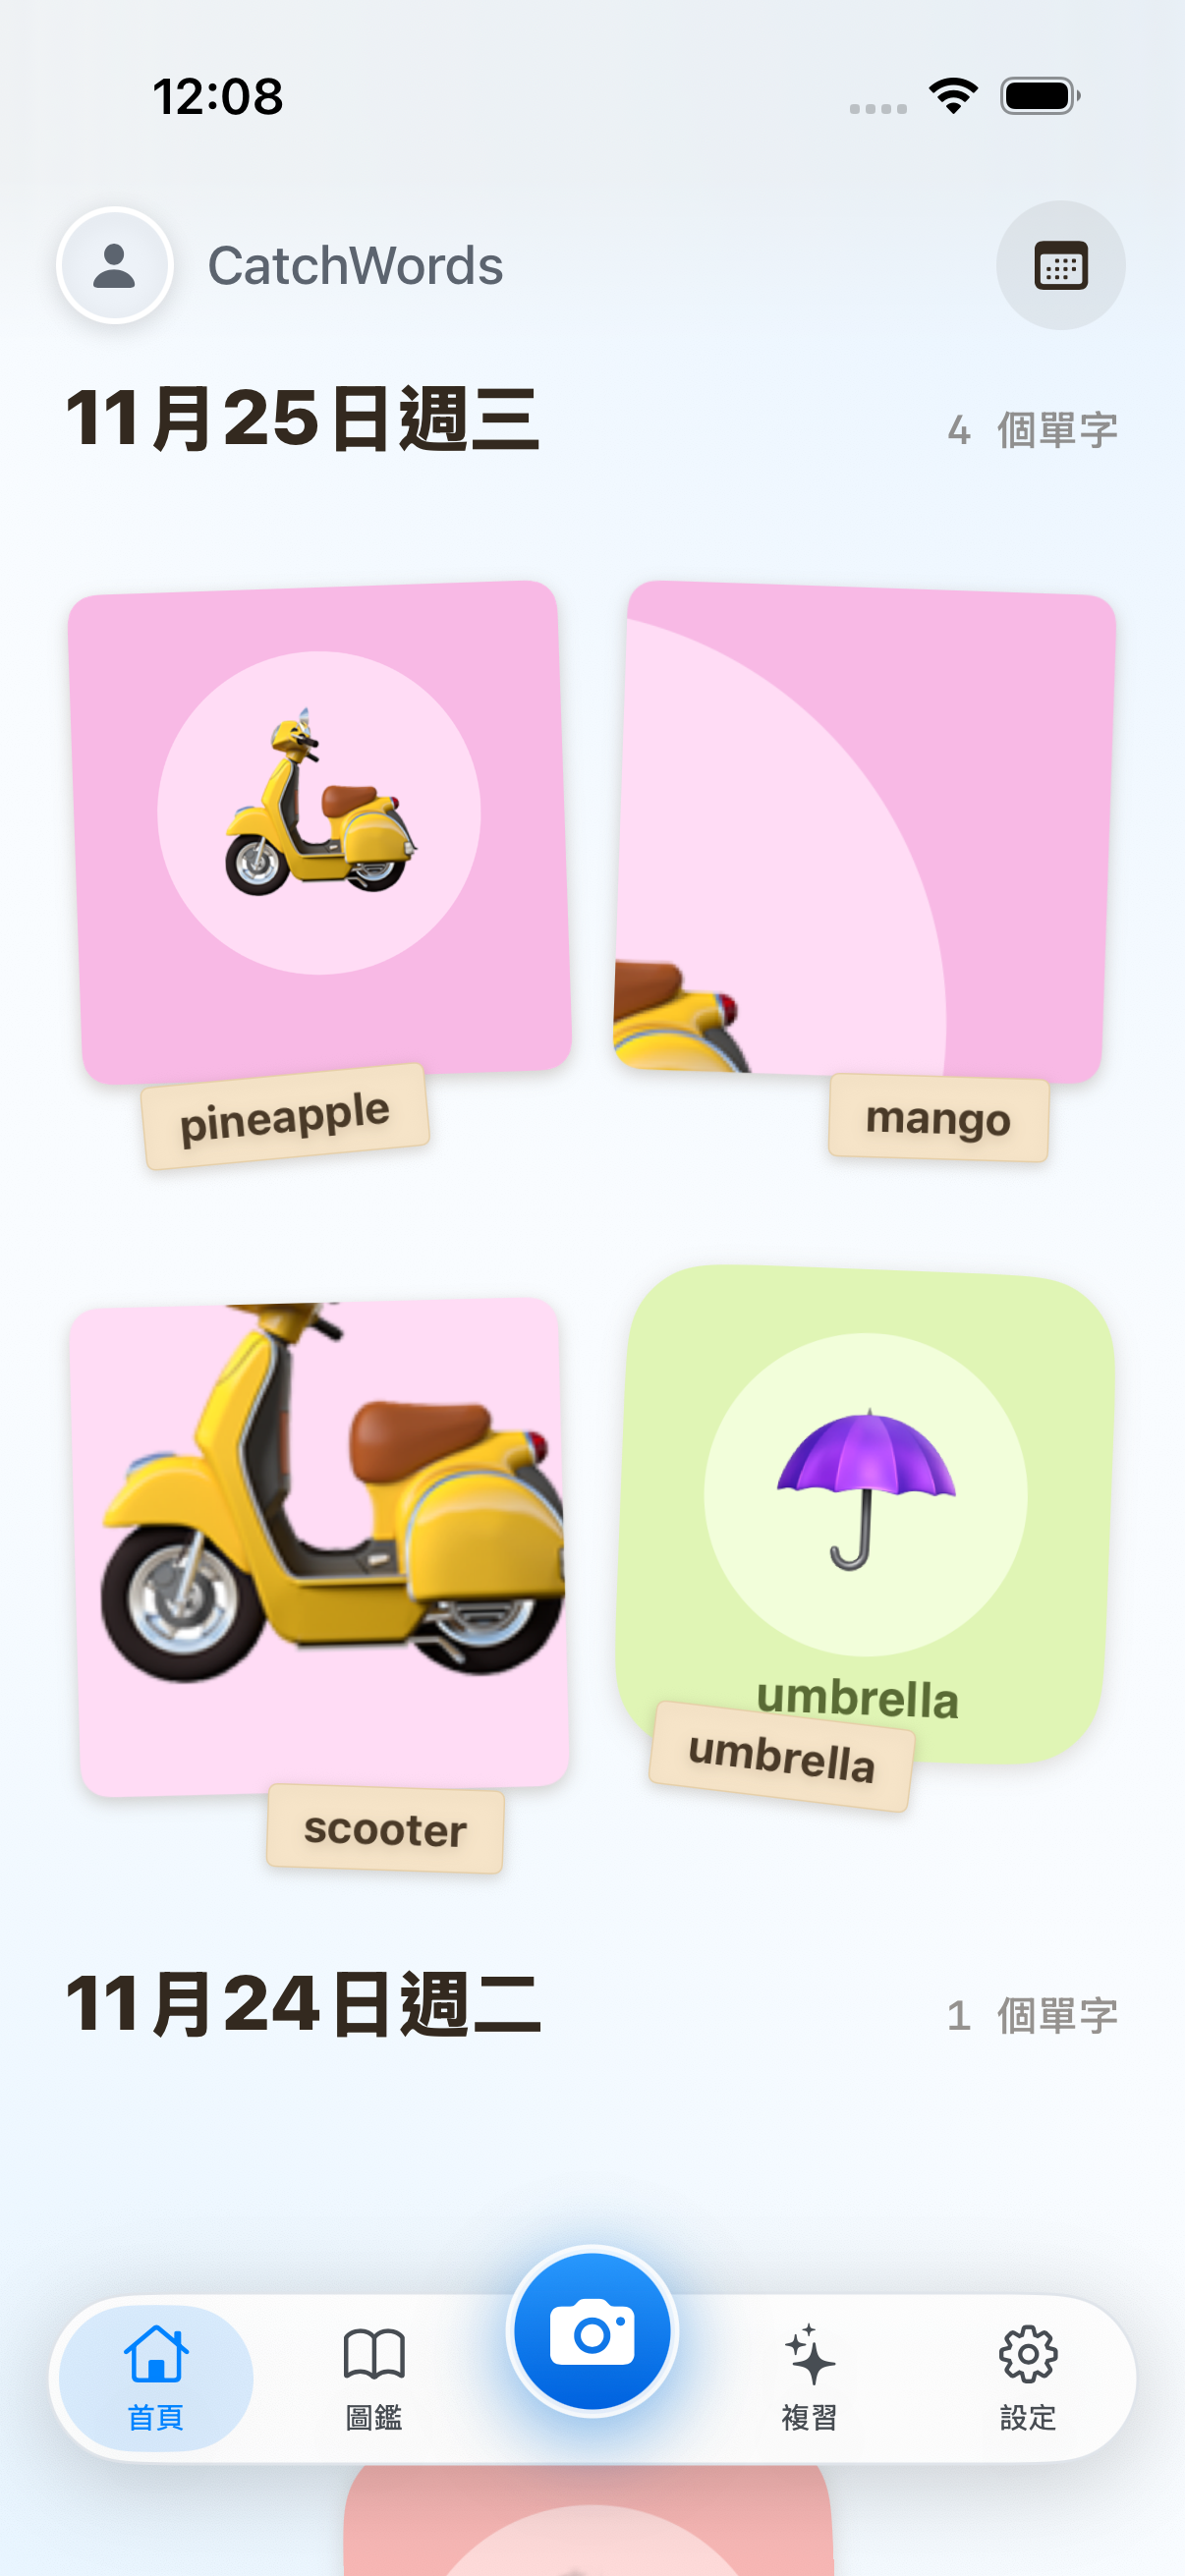 12:08
CatchWords
11月25日週三
4 個單字
pineapple
mango
scooter
umbrella
umbrella
11月24日週二
1 個單字
首頁
圖鑑
複習
設定